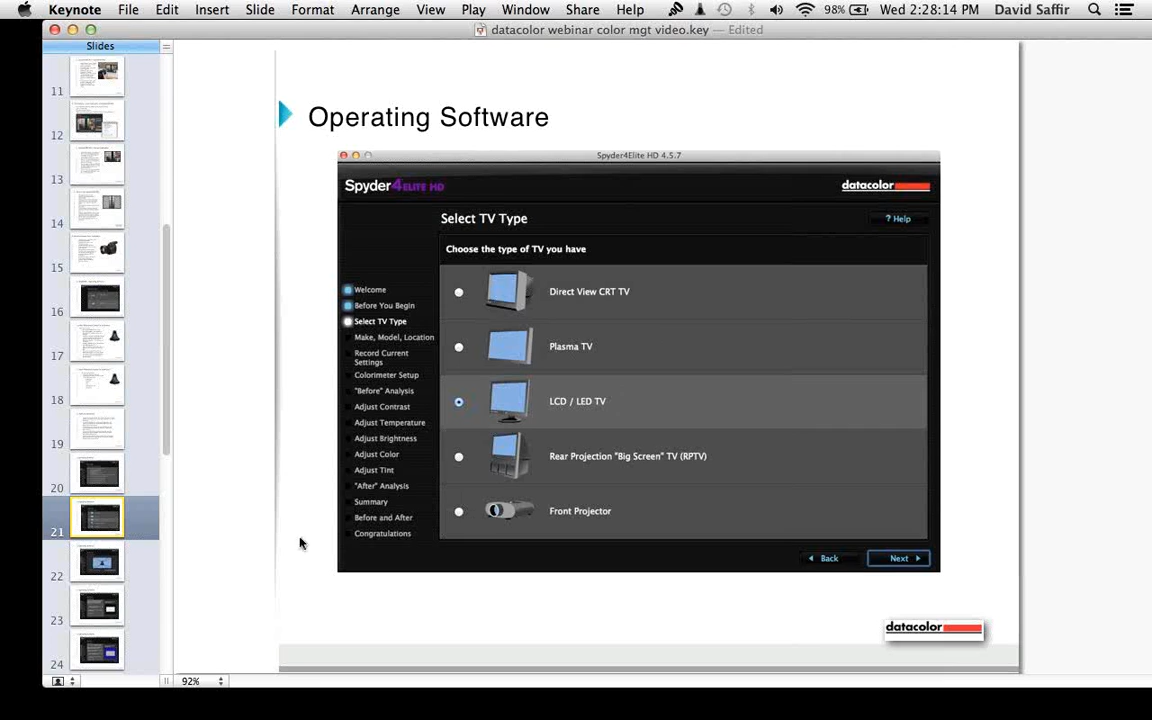 Keynote File Edit Insert Slide Format Arrange View Play Window Share Help 98% Wed 2:28:14 PM David Saffir
datacolor webinar color mgt video.key — Edited
Slides
11
12
13
14
15
16
17
18
19
20
21
22
23
24
Operating Software
Spyder4Elite HD 4.5.7
Spyder4ELITE HD
datacolor
Select TV Type
? Help
Choose the type of TV you have
Welcome
Before You Begin
Select TV Type
Make, Model, Location
Record Current
Settings
Colorimeter Setup
"Before" Analysis
Adjust Contrast
Adjust Temperature
Adjust Brightness
Adjust Color
Adjust Tint
"After" Analysis
Summary
Before and After
Congratulations
Direct View CRT TV
Plasma TV
LCD / LED TV
Rear Projection "Big Screen" TV (RPTV)
Front Projector
Back
Next
datacolor
92%